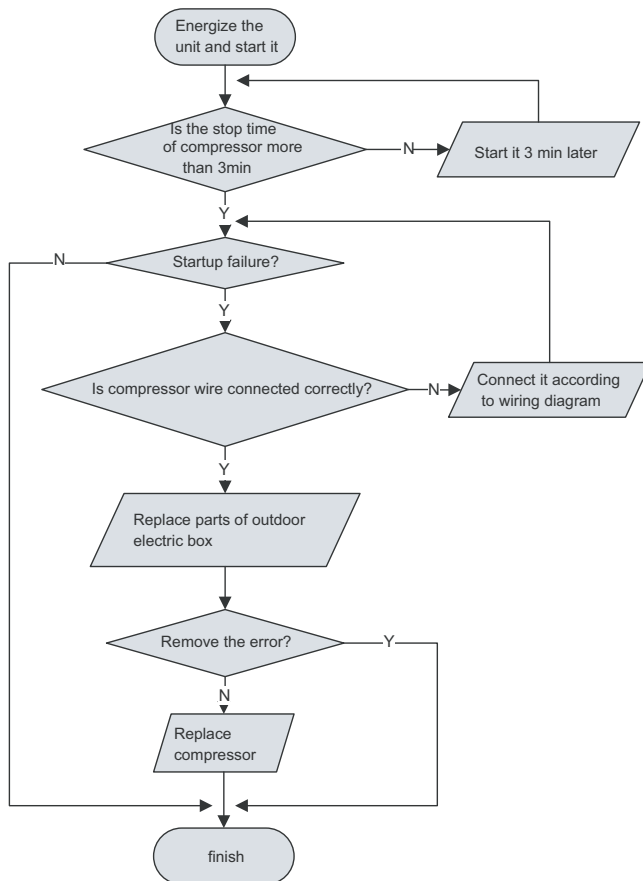 Energize the
unit and start it
Is the stop time
of compressor more
than 3min
N
Start it 3 min later
Y
N
Startup failure?
Y
Is compressor wire connected correctly?
N
Connect it according
to wiring diagram
Y
Replace parts of outdoor
electric box
Remove the error?
Y
N
Replace
compressor
finish